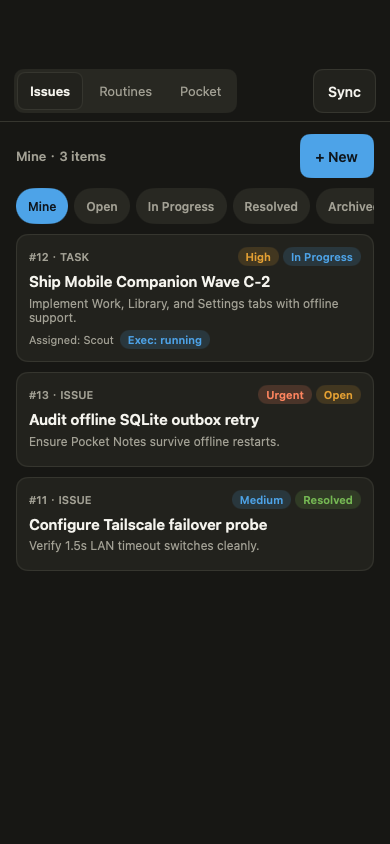 Issues Routines Pocket Sync
Mine · 3 items + New
Mine Open In Progress Resolved Archive
#12 · TASK High In Progress
Ship Mobile Companion Wave C-2
Implement Work, Library, and Settings tabs with offline
support.
Assigned: Scout Exec: running
#13 · ISSUE Urgent Open
Audit offline SQLite outbox retry
Ensure Pocket Notes survive offline restarts.
#11 · ISSUE Medium Resolved
Configure Tailscale failover probe
Verify 1.5s LAN timeout switches cleanly.